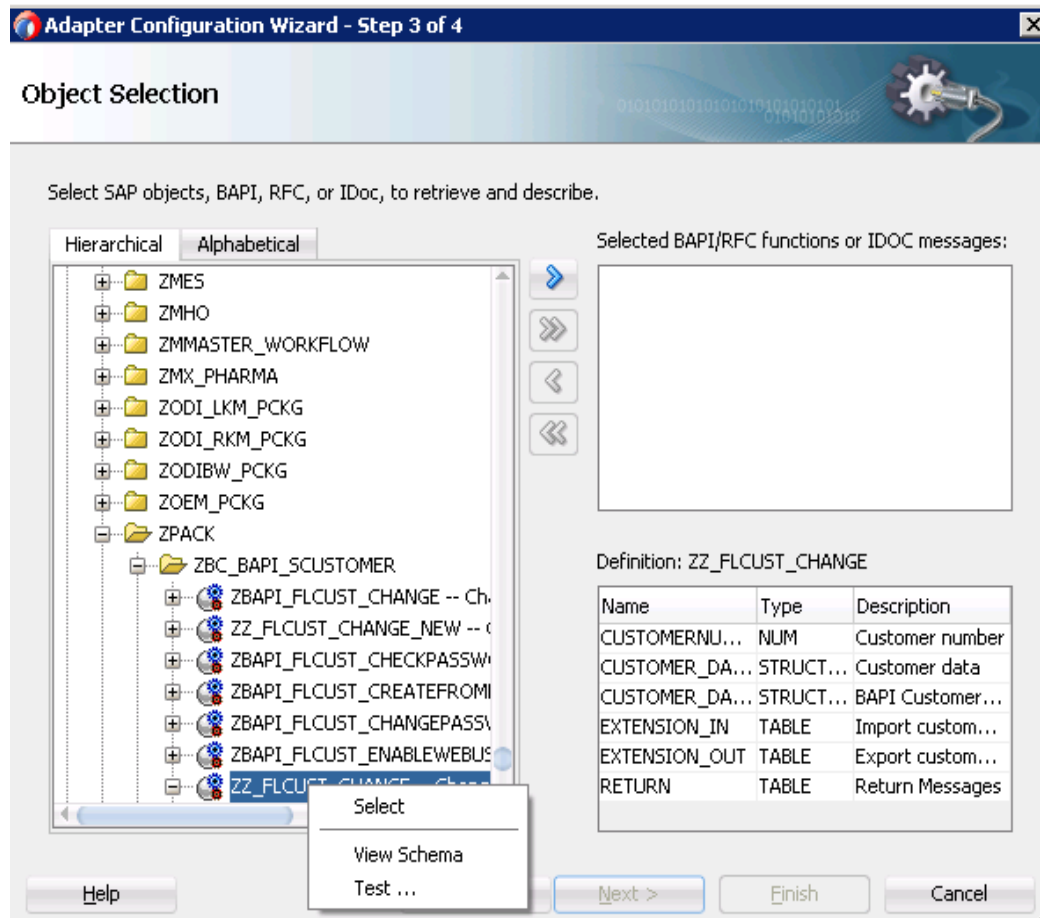 Adapter Configuration Wizard - Step 3 of 4
Object Selection
Select SAP objects, BAPI, RFC, or IDoc, to retrieve and describe.
Hierarchical
Alphabetical
ZMES
ZMHO
ZMMASTER_WORKFLOW
ZMX_PHARMA
ZODI_LKM_PCKG
ZODI_RKM_PCKG
ZODIBW_PCKG
ZOEM_PCKG
ZPACK
ZBC_BAPI_SCUSTOMER
ZBAPI_FLCUST_CHANGE --
ZZ_FLCUST_CHANGE_NEW --
ZBAPI_FLCUST_CHECKPASSW
ZBAPI_FLCUST_CREATEFROM
ZBAPI_FLCUST_CHANGEPASS
ZBAPI_FLCUST_ENABLEWEBUS
Select
View Schema
Test ...
Selected BAPI/RFC functions or IDOC messages:
Definition: ZZ_FLCUST_CHANGE
Name Type Description
CUSTOMERNU... NUM Customer number
CUSTOMER_DA... STRUCT... Customer data
CUSTOMER_DA... STRUCT... BAPI Customer...
EXTENSION_IN TABLE Import custom...
EXTENSION_OUT TABLE Export custom...
RETURN TABLE Return Messages
Help
Next >
Finish
Cancel